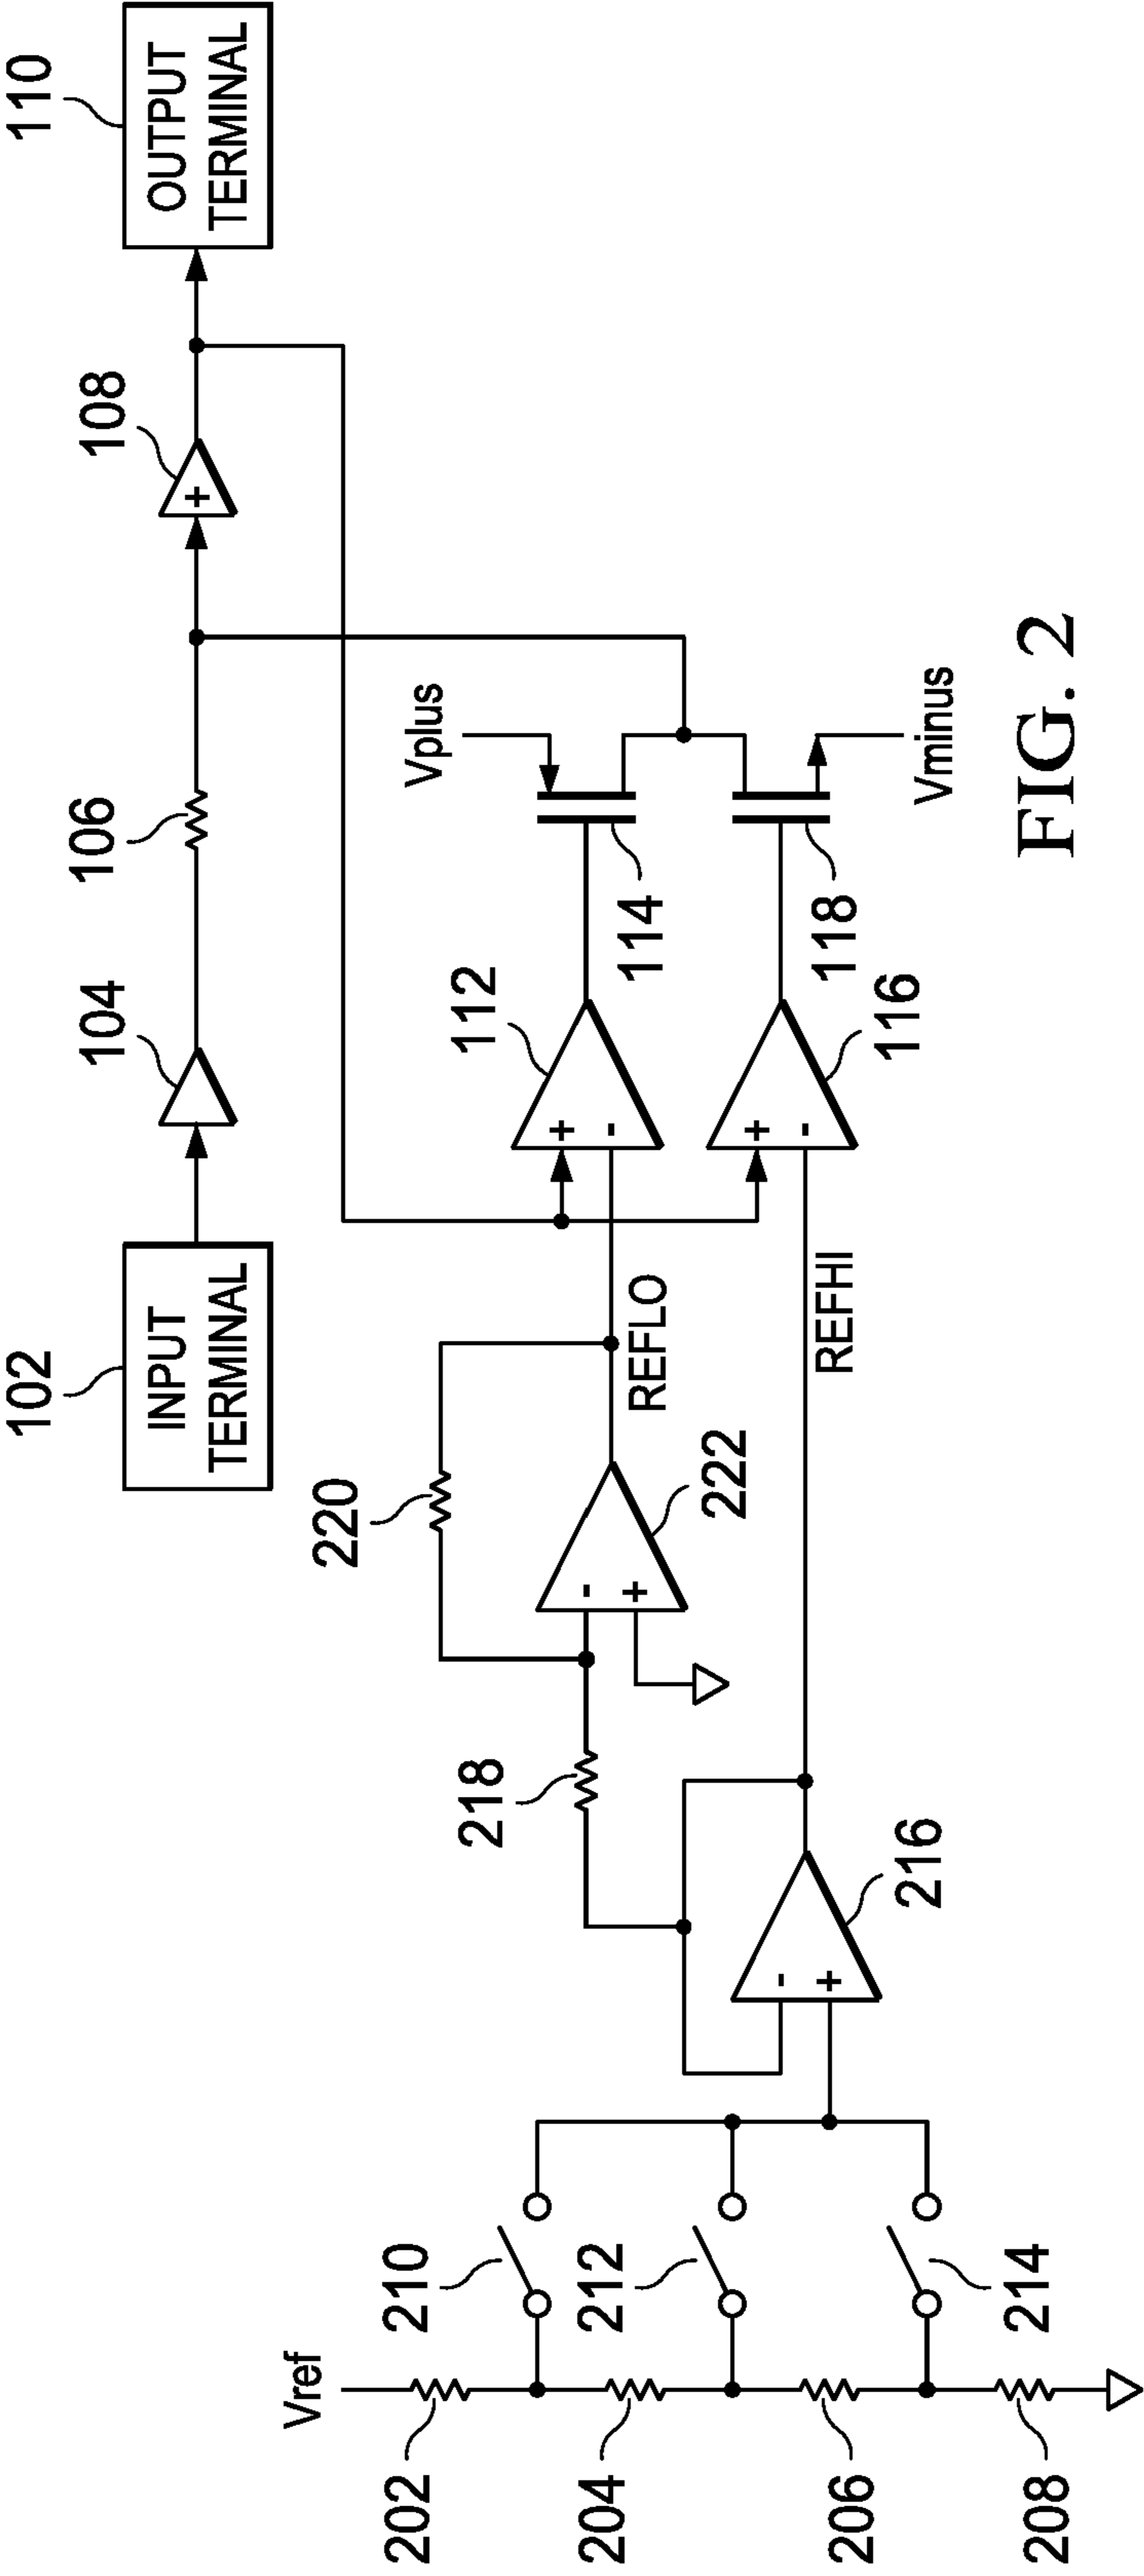 102
INPUT
TERMINAL
104
106
108
110
OUTPUT
TERMINAL
+
Vplus
112
+
-
114
116
+
-
118
Vminus
220
218
-
+
222
REFLO
REFHI
216
-
+
Vref
202
204
206
208
210
212
214
FIG. 2